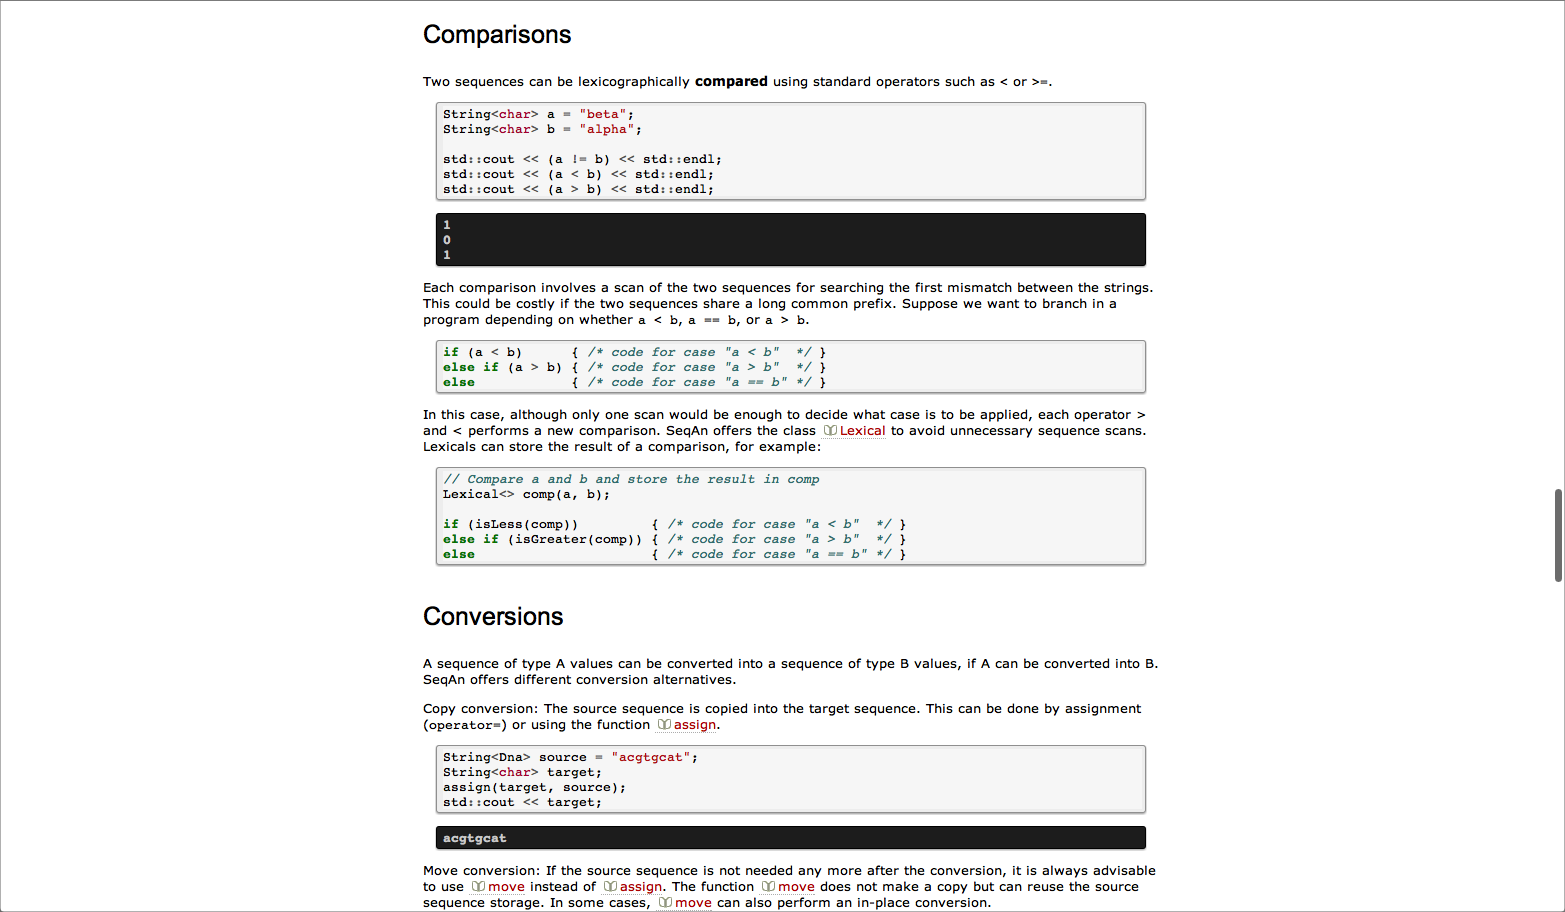 Comparisons
Two sequences can be lexicographically compared using standard operators such as < or >=.
String<char> a = "beta";
String<char> b = "alpha";
std::cout << (a != b) << std::endl;
std::cout << (a < b) << std::endl;
std::cout << (a > b) << std::endl;
1
0
1
Each comparison involves a scan of the two sequences for searching the first mismatch between the strings.
This could be costly if the two sequences share a long common prefix. Suppose we want to branch in a
program depending on whether a < b, a == b, or a > b.
if (a < b)      { /* code for case "a < b"  */ }
else if (a > b) { /* code for case "a > b"  */ }
else            { /* code for case "a == b" */ }
In this case, although only one scan would be enough to decide what case is to be applied, each operator >
and < performs a new comparison. SeqAn offers the class Lexical to avoid unnecessary sequence scans.
Lexicals can store the result of a comparison, for example:
// Compare a and b and store the result in comp
Lexical<> comp(a, b);
if (isLess(comp))         { /* code for case "a < b"  */ }
else if (isGreater(comp)) { /* code for case "a > b"  */ }
else                      { /* code for case "a == b" */ }
Conversions
A sequence of type A values can be converted into a sequence of type B values, if A can be converted into B.
SeqAn offers different conversion alternatives.
Copy conversion: The source sequence is copied into the target sequence. This can be done by assignment
(operator=) or using the function assign.
String<Dna> source = "acgtgcat";
String<char> target;
assign(target, source);
std::cout << target;
acgtgcat
Move conversion: If the source sequence is not needed any more after the conversion, it is always advisable
to use move instead of assign. The function move does not make a copy but can reuse the source
sequence storage. In some cases, move can also perform an in-place conversion.